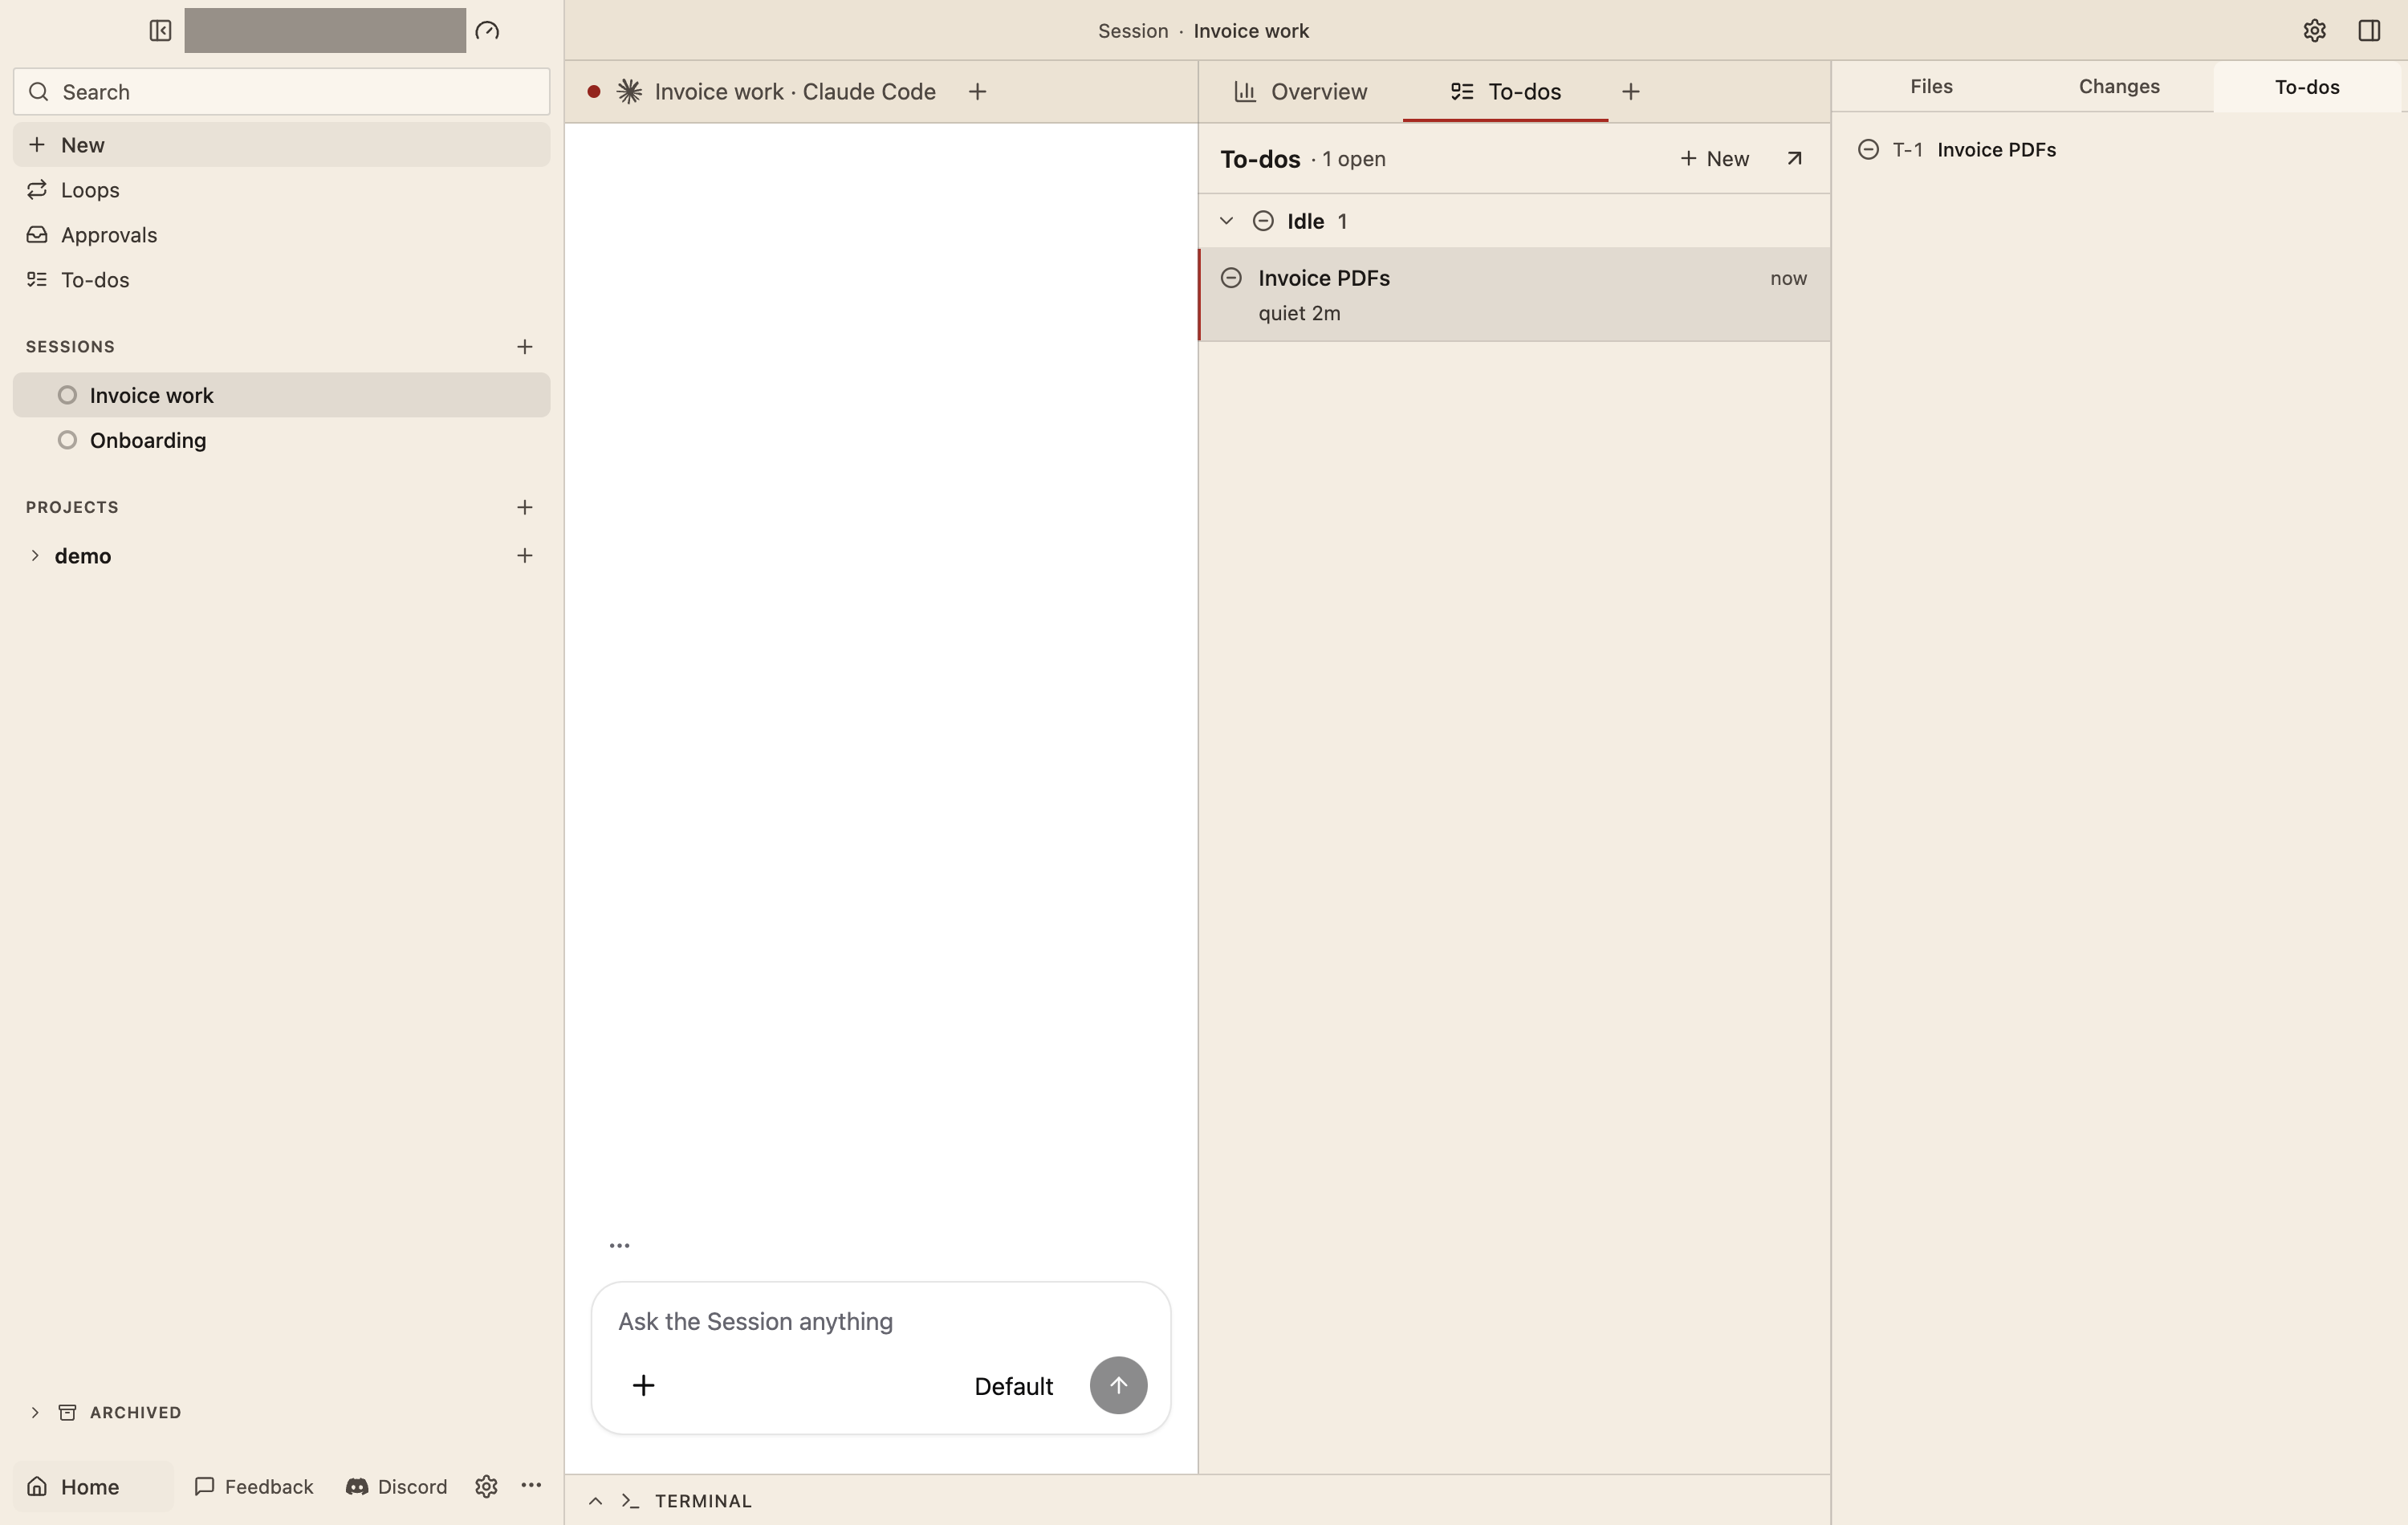 Session · Invoice work
Search
New
Loops
Approvals
To-dos
SESSIONS
Invoice work
Onboarding
PROJECTS
demo
ARCHIVED
Home
Feedback
Discord
Invoice work · Claude Code
...
Ask the Session anything
Default
TERMINAL
Overview
To-dos
To-dos · 1 open
New
Idle 1
Invoice PDFs
now
quiet 2m
Files
Changes
To-dos
T-1 Invoice PDFs